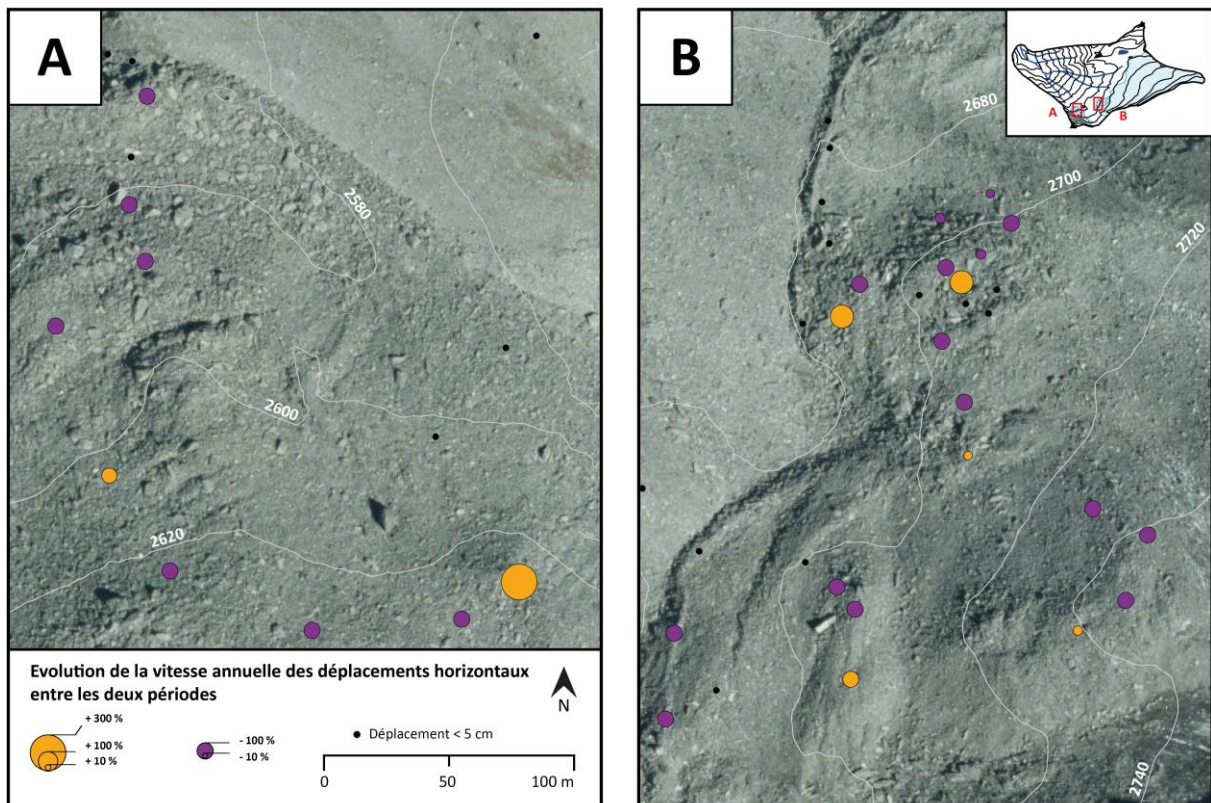 A
2580
2600
2620
Evolution de la vitesse annuelle des déplacements horizontaux
entre les deux périodes
+ 300 %
+ 100 %
+ 10 %
- 100 %
- 10 %
Déplacement < 5 cm
N
0 50 100 m
B
A B
2680
2700
2720
2740